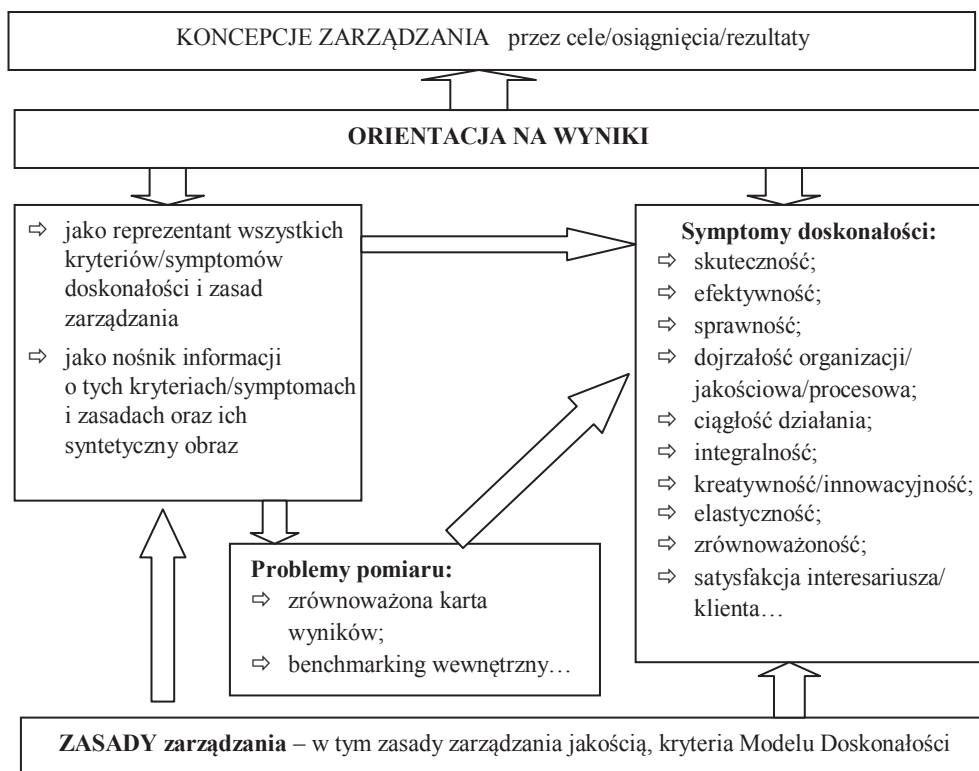 KONCEPCJE ZARZĄDZANIA przez cele/osiągnięcia/rezultaty
ORIENTACJA NA WYNIKI
⇨ jako reprezentant wszystkich
kryteriów/symptomów
doskonałości i zasad
zarządzania
⇨ jako nośnik informacji
o tych kryteriach/symptomach
i zasadach oraz ich
syntetyczny obraz
Problemy pomiaru:
⇨ zrównoważona karta
wyników;
⇨ benchmarking wewnętrzny…
Symptomy doskonałości:
⇨ skuteczność;
⇨ efektywność;
⇨ sprawność;
⇨ dojrzałość organizacji/
jakościowa/procesowa;
⇨ ciągłość działania;
⇨ integralność;
⇨ kreatywność/innowacyjność;
⇨ elastyczność;
⇨ zrównoważoność;
⇨ satysfakcja interesariusza/
klienta…
ZASADY zarządzania – w tym zasady zarządzania jakością, kryteria Modelu Doskonałości